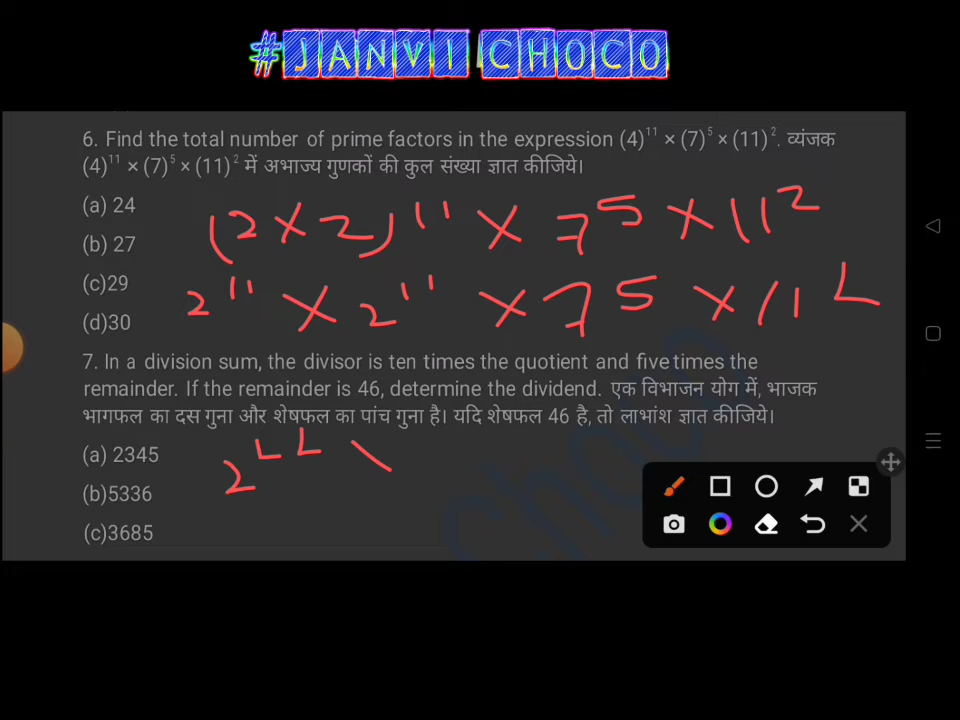 #JANVI CHOCO
6. Find the total number of prime factors in the expression (4)¹¹ × (7)⁵ × (11)². व्यंजक
(4)¹¹ × (7)⁵ × (11)² में अभाज्य गुणकों की कुल संख्या ज्ञात कीजिये।
(a) 24
(2×2)¹¹ × 7⁵ × 11²
(b) 27
(c)29
2¹¹ × 2¹¹ × 7⁵ × 11²
(d)30
7. In a division sum, the divisor is ten times the quotient and five times the
remainder. If the remainder is 46, determine the dividend. एक विभाजन योग में, भाजक
भागफल का दस गुना और शेषफल का पांच गुना है। यदि शेषफल 46 है, तो लाभांश ज्ञात कीजिये।
(a) 2345
2²²
(b)5336
(c)3685